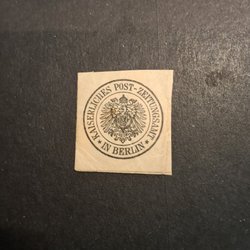 KAISERLICHES POST-ZEITUNGSAMT
* IN BERLIN *